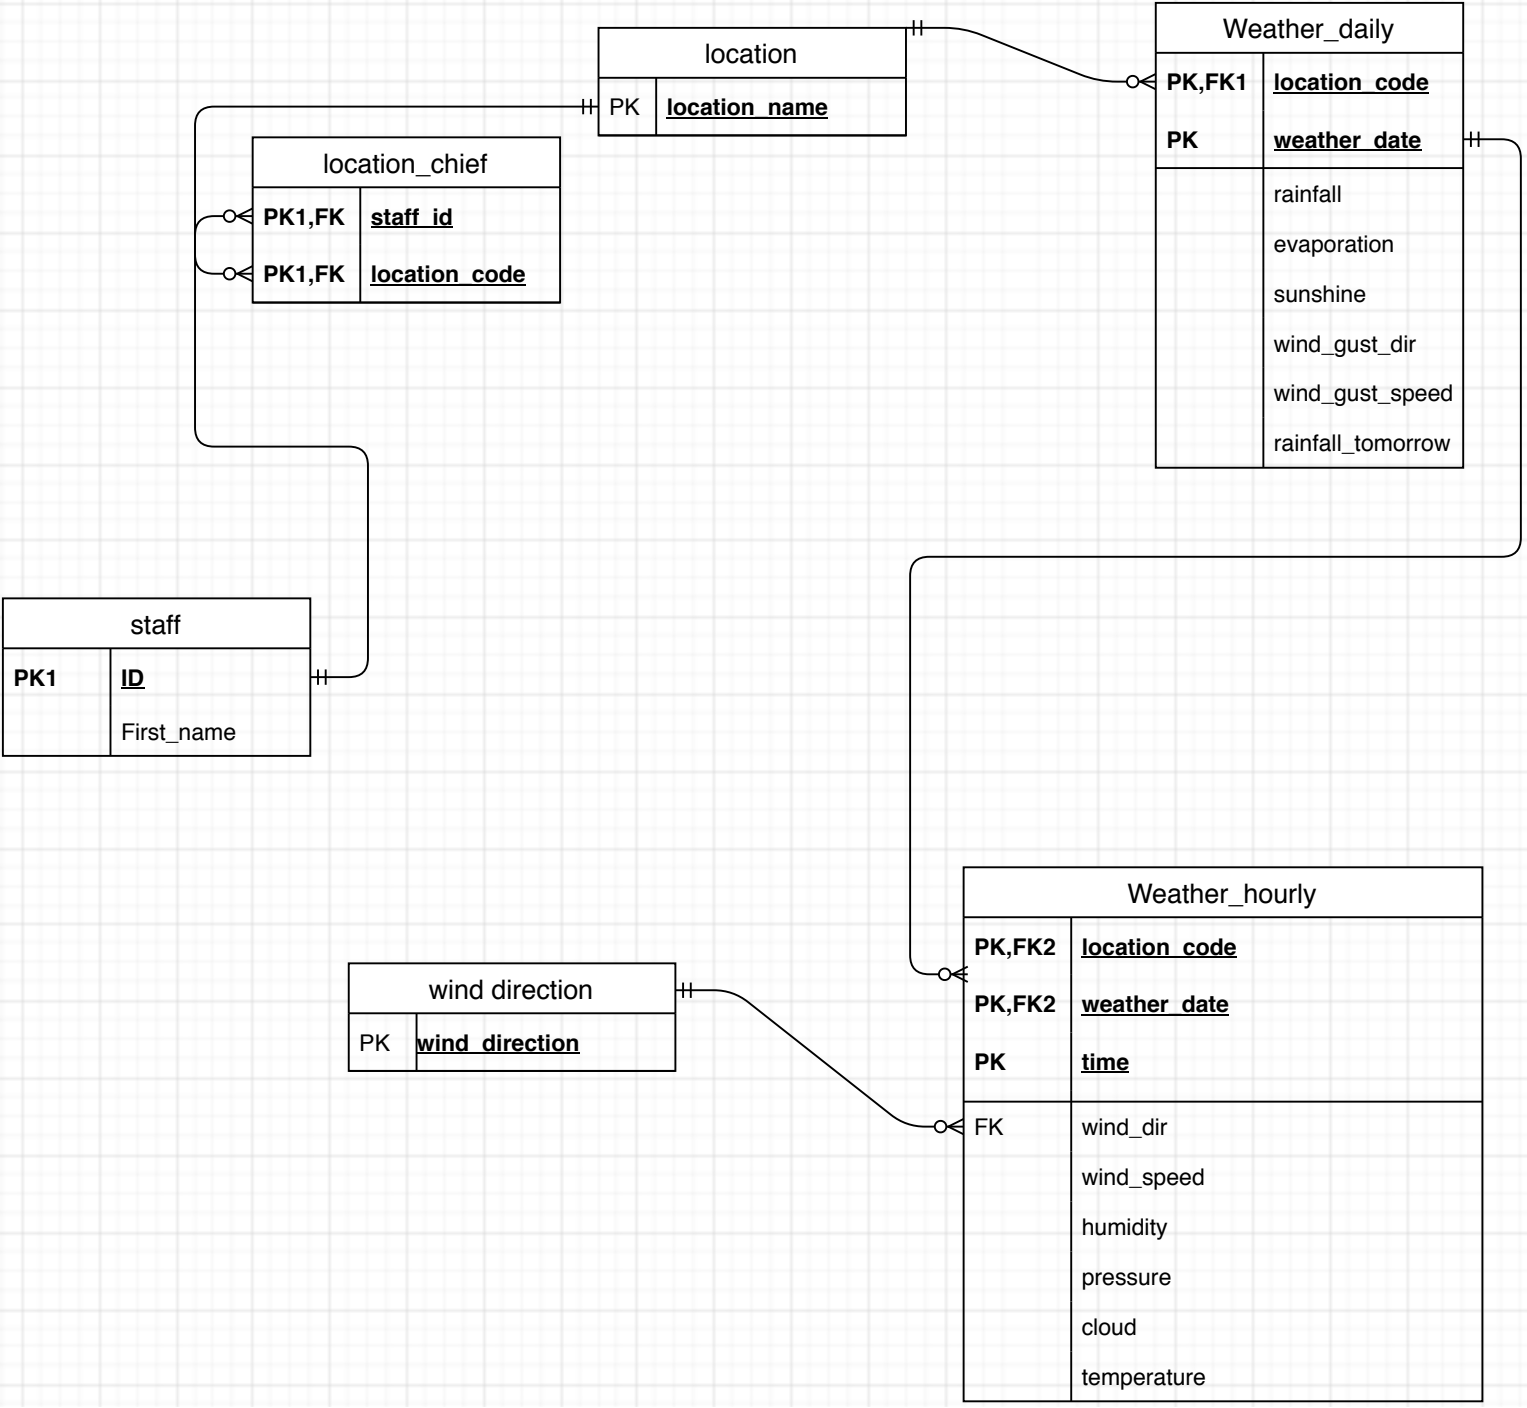 location
PK location_name
Weather_daily
PK,FK1 location_code
PK weather_date
rainfall
evaporation
sunshine
wind_gust_dir
wind_gust_speed
rainfall_tomorrow
location_chief
PK1,FK staff_id
PK1,FK location_code
staff
PK1 ID
First_name
wind direction
PK wind_direction
Weather_hourly
PK,FK2 location_code
PK,FK2 weather_date
PK time
FK wind_dir
wind_speed
humidity
pressure
cloud
temperature